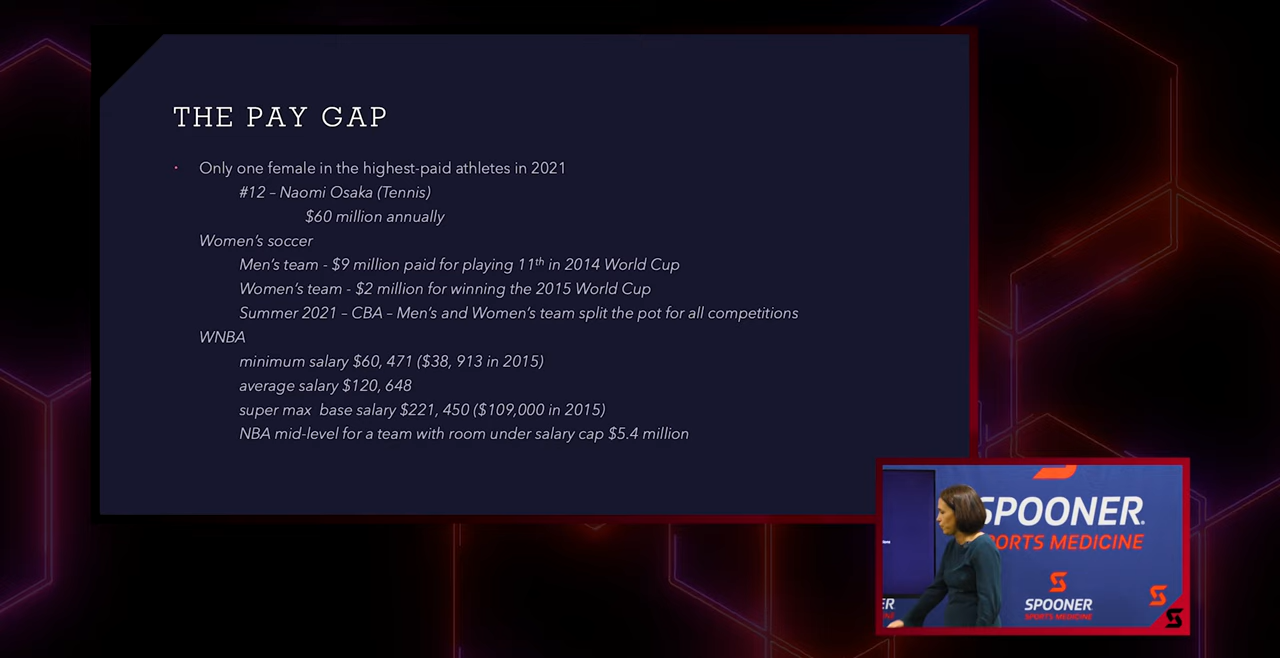 THE PAY GAP
· Only one female in the highest-paid athletes in 2021
#12 – Naomi Osaka (Tennis)
$60 million annually
Women's soccer
Men's team - $9 million paid for playing 11th in 2014 World Cup
Women's team - $2 million for winning the 2015 World Cup
Summer 2021 – CBA – Men's and Women's team split the pot for all competitions
WNBA
minimum salary $60, 471 ($38, 913 in 2015)
average salary $120, 648
super max base salary $221, 450 ($109,000 in 2015)
NBA mid-level for a team with room under salary cap $5.4 million
SPOONER
ORTS MEDICINE
ER
SPOONER
SPORTS MEDICINE